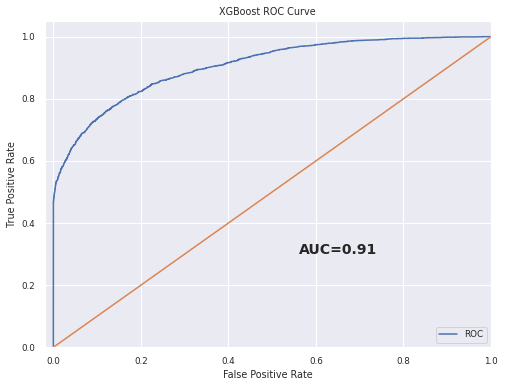 XGBoost ROC Curve
True Positive Rate
1.0
0.8
0.6
0.4
0.2
0.0
AUC=0.91
ROC
0.0 0.2 0.4 0.6 0.8 1.0
False Positive Rate